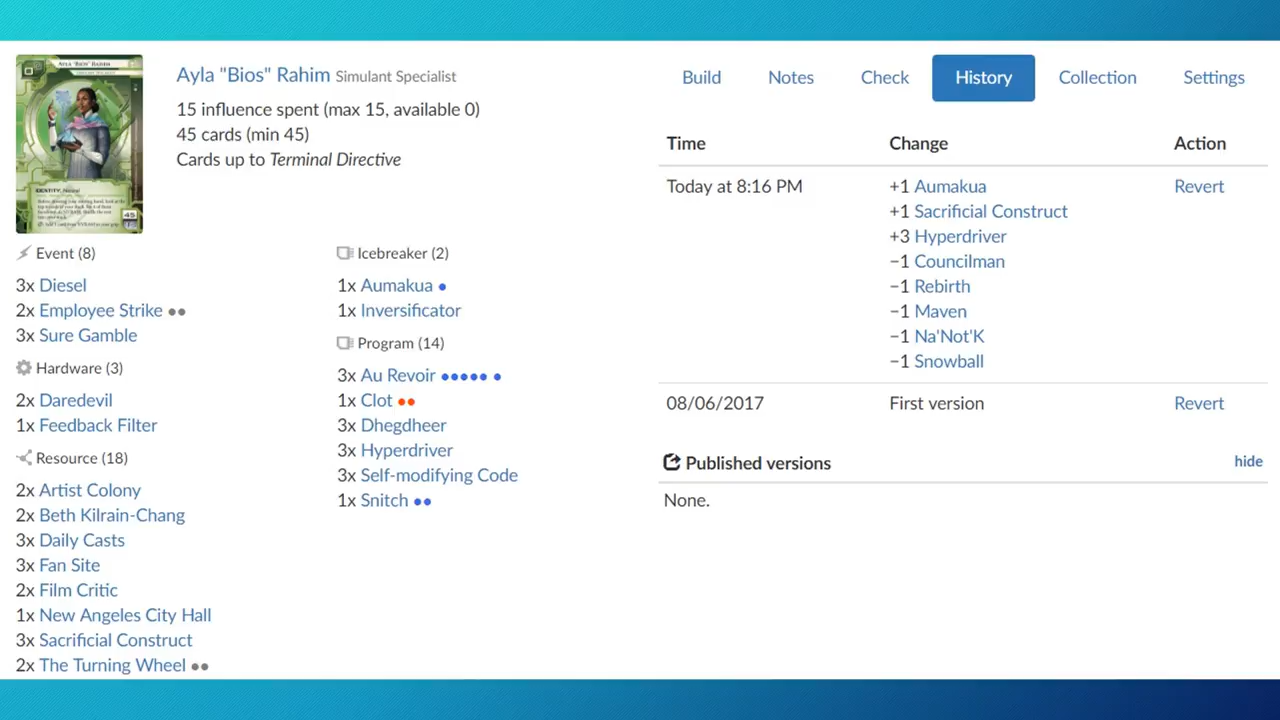 AYLA "BIOS" RAHIM
Ayla "Bios" Rahim Simulant Specialist
15 influence spent (max 15, available 0)
45 cards (min 45)
Cards up to Terminal Directive
Event (8)
3x Diesel
2x Employee Strike
3x Sure Gamble
Hardware (3)
2x Daredevil
1x Feedback Filter
Resource (18)
2x Artist Colony
2x Beth Kilrain-Chang
3x Daily Casts
3x Fan Site
2x Film Critic
1x New Angeles City Hall
3x Sacrificial Construct
2x The Turning Wheel
Icebreaker (2)
1x Aumakua
1x Inversificator
Program (14)
3x Au Revoir
1x Clot
3x Dhegdheer
3x Hyperdriver
3x Self-modifying Code
1x Snitch
Build Notes Check History Collection Settings
Time Change Action
Today at 8:16 PM +1 Aumakua Revert
+1 Sacrificial Construct
+3 Hyperdriver
−1 Councilman
−1 Rebirth
−1 Maven
−1 Na'Not'K
−1 Snowball
08/06/2017 First version Revert
Published versions hide
None.